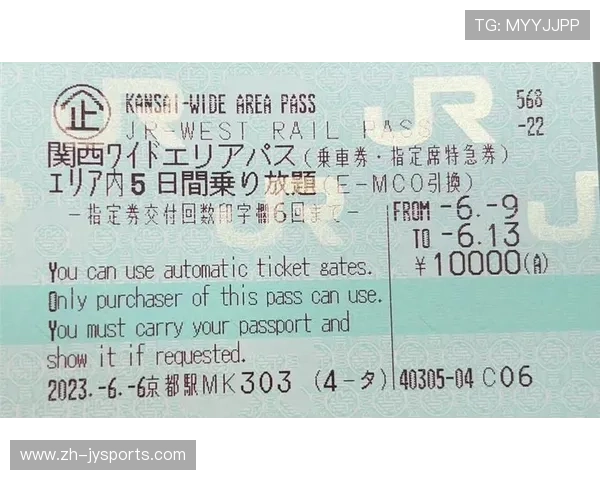 TG: MYYJJPP
企 KANSAI-WIDE AREA PASS
568
JR-WEST RAIL PASS
-22
関西ワイドエリアパス(乗車券・指定席特急券)
エリア内5日間乗り放題(E-MCO引換)
-指定券交付回数印字欄6回まで-
FROM -6.-9
TO -6.13
¥10000(A)
You can use automatic ticket gates.
Only purchaser of this pass can use.
You must carry your passport and
show it if requested.
2023.-6.-6京都駅MK303 (4-タ) 40305-04 C06
JR
JR
JR
www.zh-jysports.com